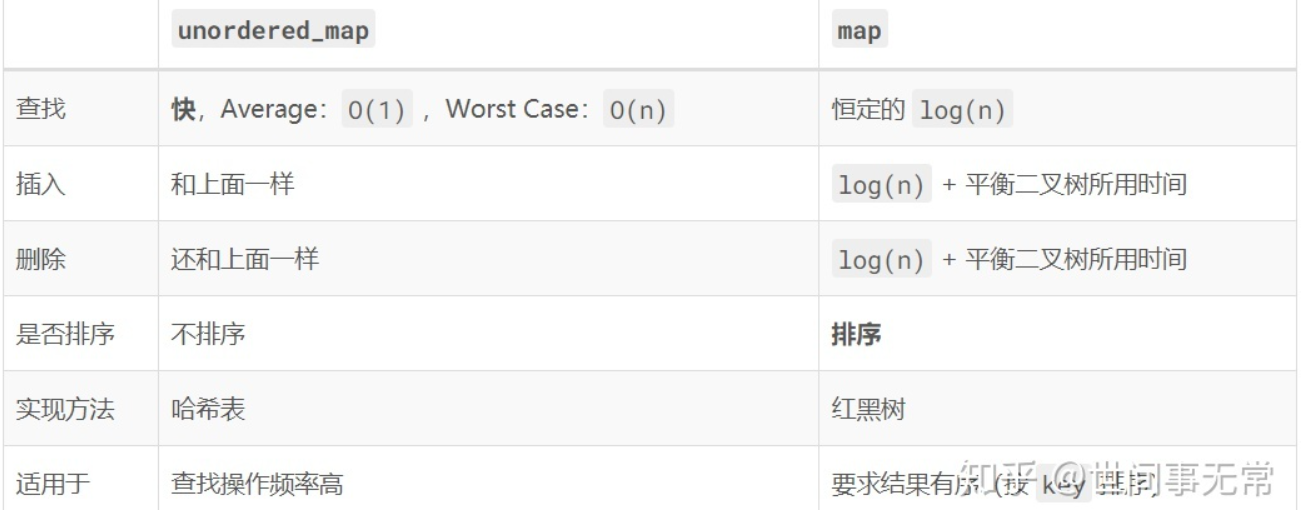 unordered_map map
查找 快，Average： O(1) ，Worst Case： O(n) 恒定的 log(n)
插入 和上面一样 log(n) + 平衡二叉树所用时间
删除 还和上面一样 log(n) + 平衡二叉树所用时间
是否排序 不排序 排序
实现方法 哈希表 红黑树
适用于 查找操作频率高 要求结果有序（按 key 排序）
知乎 @世间事无常